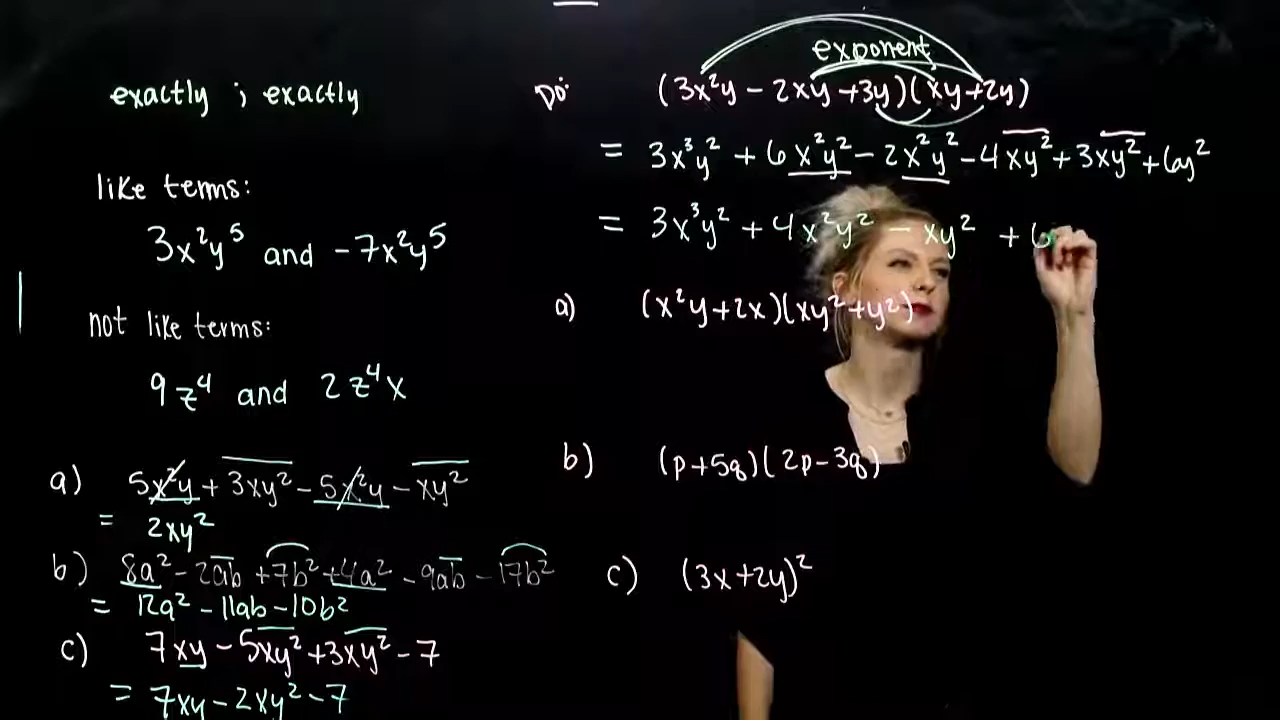 exactly ; exactly
like terms:
3x²y⁵ and -7x²y⁵
not like terms:
9z⁴ and 2z⁴x
a) 5x²y + 3xy² - 5x²y - xy²
= 2xy²
b) 8a² - 2ab + 7b² + 4a² - 9ab - 17b²
= 12a² - 11ab - 10b²
c) 7xy - 5xy² + 3xy² - 7
= 7xy - 2xy² - 7
exponent
Do: (3x²y - 2xy + 3y)(xy + 2y)
= 3x³y² + 6x²y² - 2x²y² - 4xy² + 3xy² + 6y²
= 3x³y² + 4x²y² - xy² + 6
a) (x²y + 2x)(xy² + y²)
b) (p + 5q)(2p - 3q)
c) (3x + 2y)²